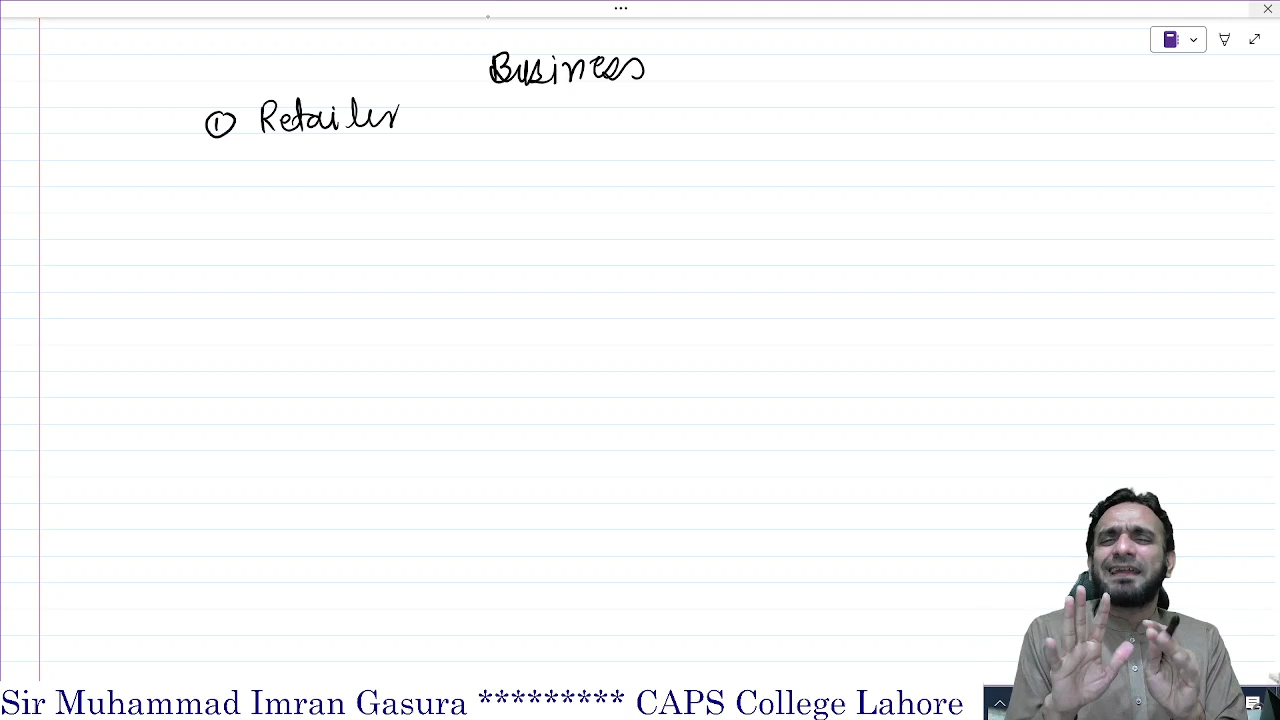 Business
① Retailer
Sir Muhammad Imran Gasura ********* CAPS College Lahore